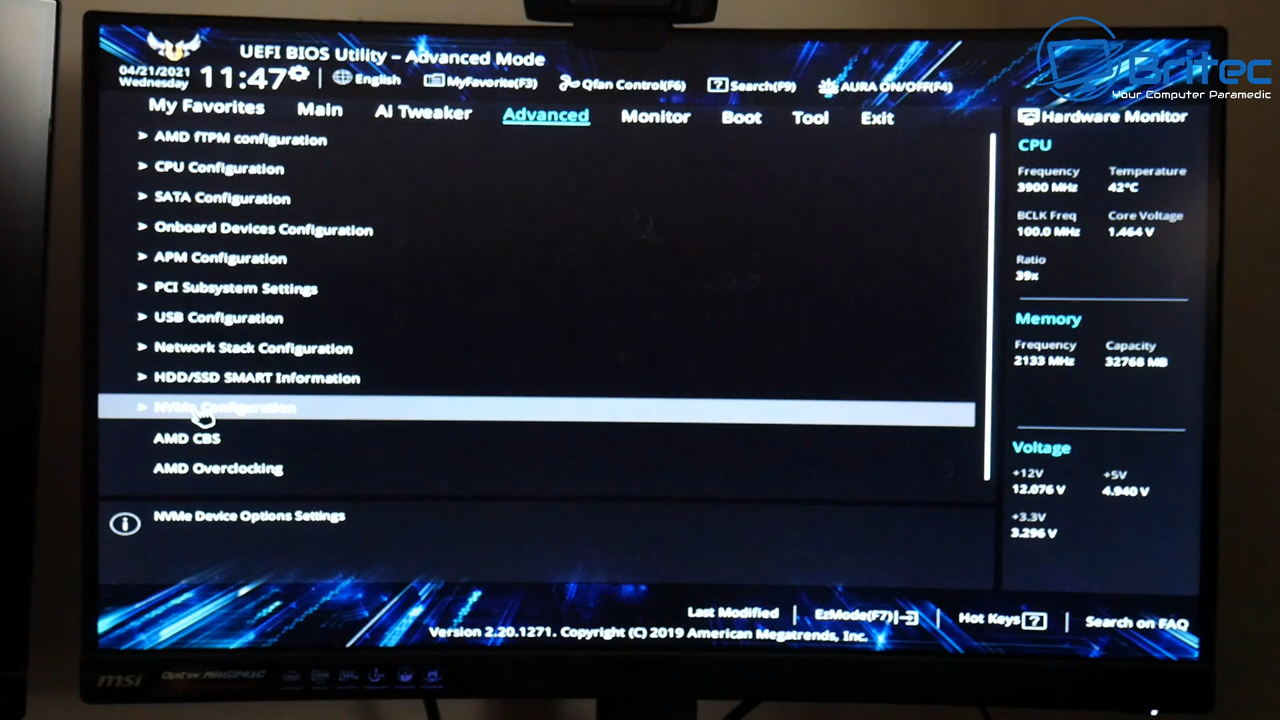 Britec
Your Computer Paramedic
UEFI BIOS Utility – Advanced Mode
04/21/2021
Wednesday
11:47
English
MyFavorite(F3)
Qfan Control(F6)
Search(F9)
AURA ON/OFF(F4)
My Favorites
Main
Ai Tweaker
Advanced
Monitor
Boot
Tool
Exit
> AMD fTPM configuration
> CPU Configuration
> SATA Configuration
> Onboard Devices Configuration
> APM Configuration
> PCI Subsystem Settings
> USB Configuration
> Network Stack Configuration
> HDD/SSD SMART Information
> NVMe Configuration
AMD CBS
AMD Overclocking
NVMe Device Options Settings
Hardware Monitor
CPU
Frequency Temperature
3900 MHz 42°C
BCLK Freq Core Voltage
100.0 MHz 1.464 V
Ratio
39x
Memory
Frequency Capacity
2133 MHz 32768 MB
Voltage
+12V +5V
12.076 V 4.940 V
+3.3V
3.296 V
Last Modified
EzMode(F7)
Hot Keys ?
Search on FAQ
Version 2.20.1271. Copyright (C) 2019 American Megatrends, Inc.
msi
Optix MAG241C